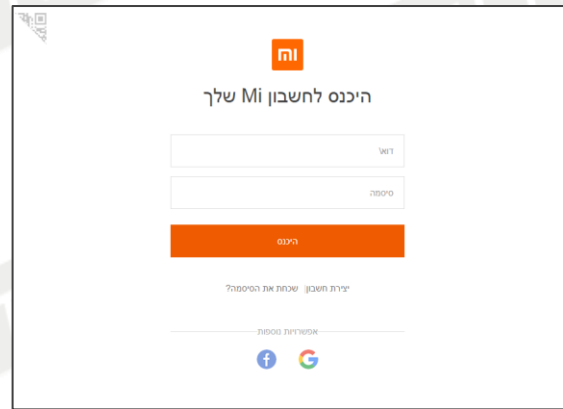 mi
היכנס לחשבון Mi שלך
דוא"ל
סיסמה
היכנס
יצירת חשבון | שכחת את הסיסמה?
אפשרויות נוספות